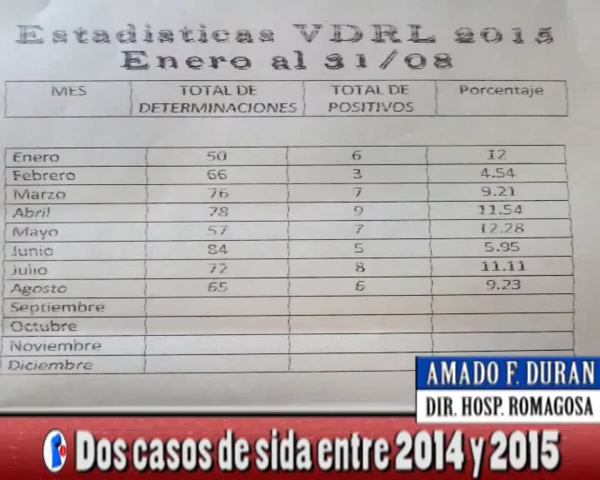 Estadisticas VDRL 2015
Enero al 31/08
MES TOTAL DE DETERMINACIONES TOTAL DE POSITIVOS Porcentaje
Enero 50 6 12
Febrero 66 3 4.54
Marzo 76 7 9.21
Abril 78 9 11.54
Mayo 57 7 12.28
Junio 84 5 5.95
Julio 72 8 11.11
Agosto 65 6 9.23
Septiembre
Octubre
Noviembre
Diciembre
AMADO F. DURAN
DIR. HOSP. ROMAGOSA
Dos casos de sida entre 2014 y 2015